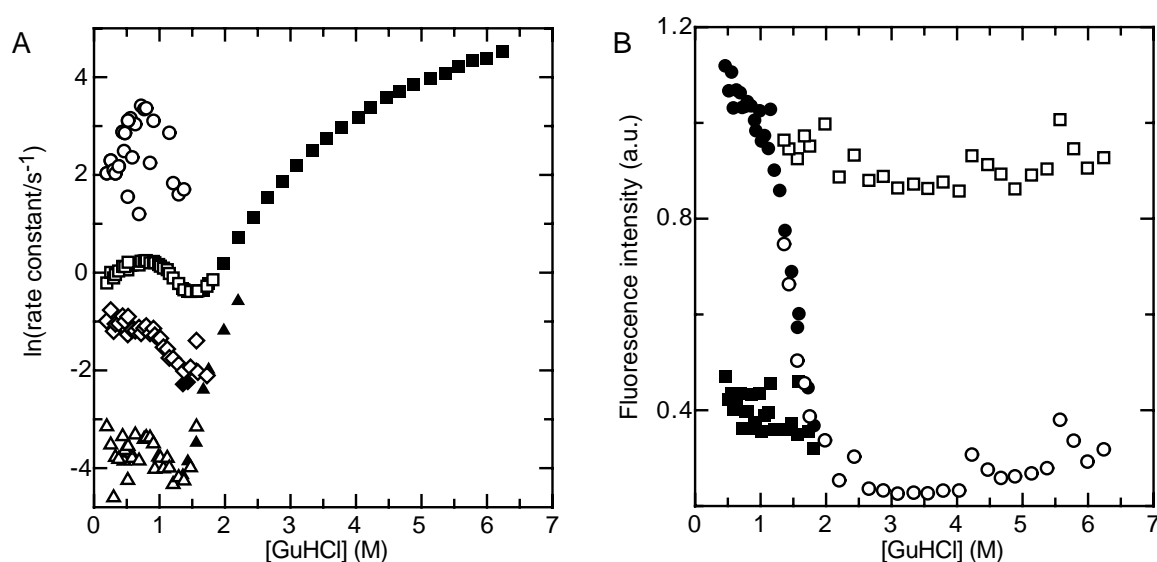 A
ln(rate constant/s⁻¹)
4
2
0
-2
-4
0 1 2 3 4 5 6 7
[GuHCl] (M)
B
Fluorescence intensity (a.u.)
1.2
0.8
0.4
0 1 2 3 4 5 6 7
[GuHCl] (M)